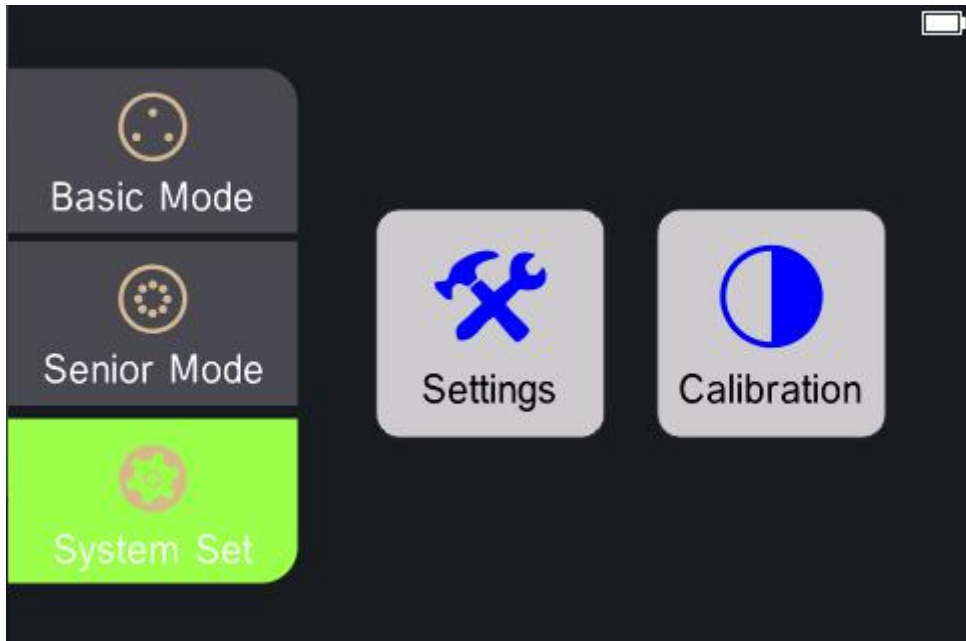 Basic Mode
Senior Mode
System Set
Settings
Calibration